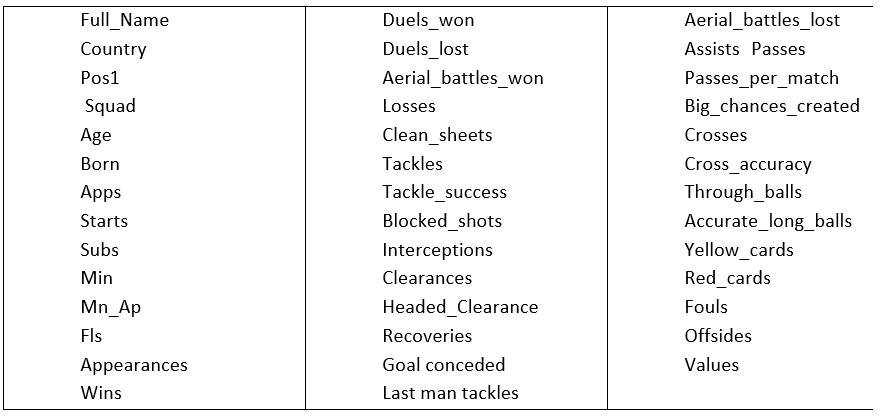 Full_Name
Country
Pos1
Squad
Age
Born
Apps
Starts
Subs
Min
Mn_Ap
Fls
Appearances
Wins
Duels_won
Duels_lost
Aerial_battles_won
Losses
Clean_sheets
Tackles
Tackle_success
Blocked_shots
Interceptions
Clearances
Headed_Clearance
Recoveries
Goal conceded
Last man tackles
Aerial_battles_lost
Assists Passes
Passes_per_match
Big_chances_created
Crosses
Cross_accuracy
Through_balls
Accurate_long_balls
Yellow_cards
Red_cards
Fouls
Offsides
Values